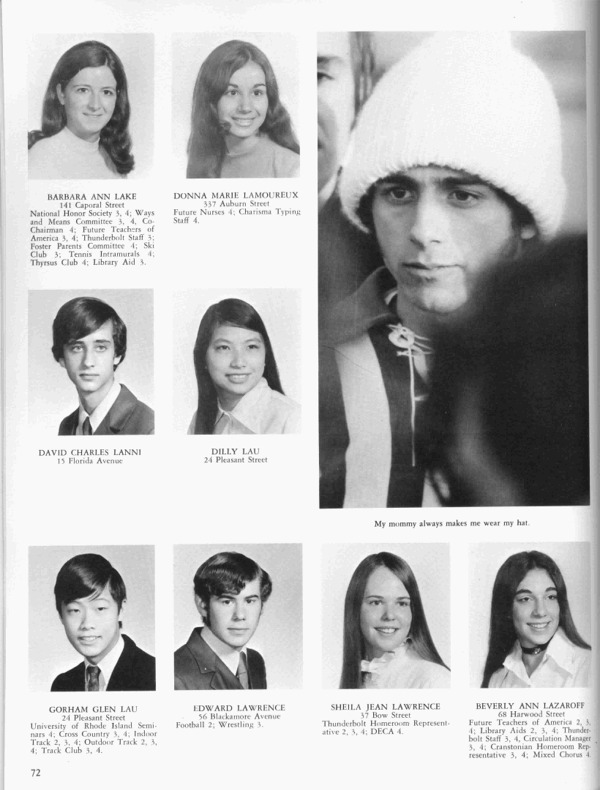 BARBARA ANN LAKE
141 Caporal Street
National Honor Society 3, 4; Ways
and Means Committee 3, 4, Co-
Chairman 4; Future Teachers of
America 3, 4; Thunderbolt Staff 3;
Foster Parents Committee 4; Ski
Club 3; Tennis Intramurals 4;
Thyrsus Club 4; Library Aid 3.
DONNA MARIE LAMOUREUX
337 Auburn Street
Future Nurses 4; Charisma Typing
Staff 4.
DAVID CHARLES LANNI
15 Florida Avenue
DILLY LAU
24 Pleasant Street
My mommy always makes me wear my hat.
GORHAM GLEN LAU
24 Pleasant Street
University of Rhode Island Semi-
nars 4; Cross Country 3, 4; Indoor
Track 2, 3, 4; Outdoor Track 2, 3,
4; Track Club 3, 4.
EDWARD LAWRENCE
56 Blackamore Avenue
Football 2; Wrestling 3.
SHEILA JEAN LAWRENCE
37 Bow Street
Thunderbolt Homeroom Represent-
ative 2, 3, 4; DECA 4.
BEVERLY ANN LAZAROFF
68 Harwood Street
Future Teachers of America 2, 3,
4; Library Aids 2, 3, 4; Thunder-
bolt Staff 3, 4, Circulation Manager
3, 4; Cranstonian Homeroom Rep-
resentative 3, 4; Mixed Chorus 4.
72